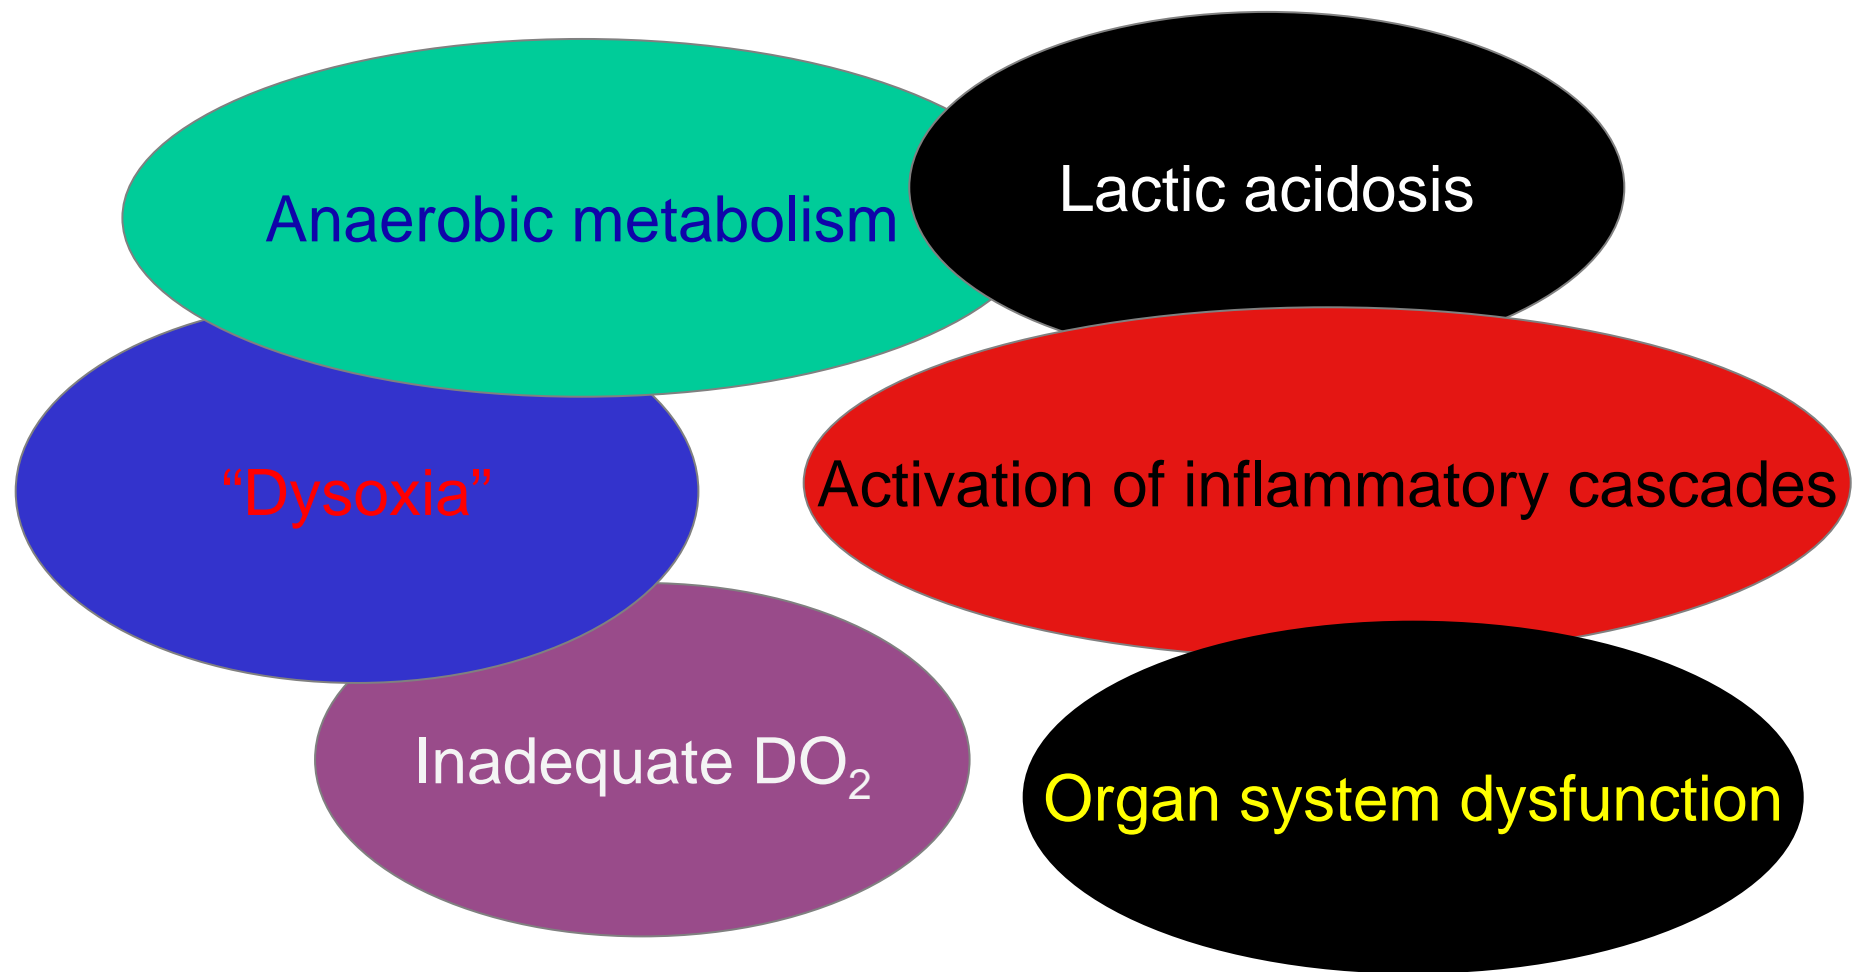 Anaerobic metabolism
Lactic acidosis
“Dysoxia”
Activation of inflammatory cascades
Inadequate DO₂
Organ system dysfunction